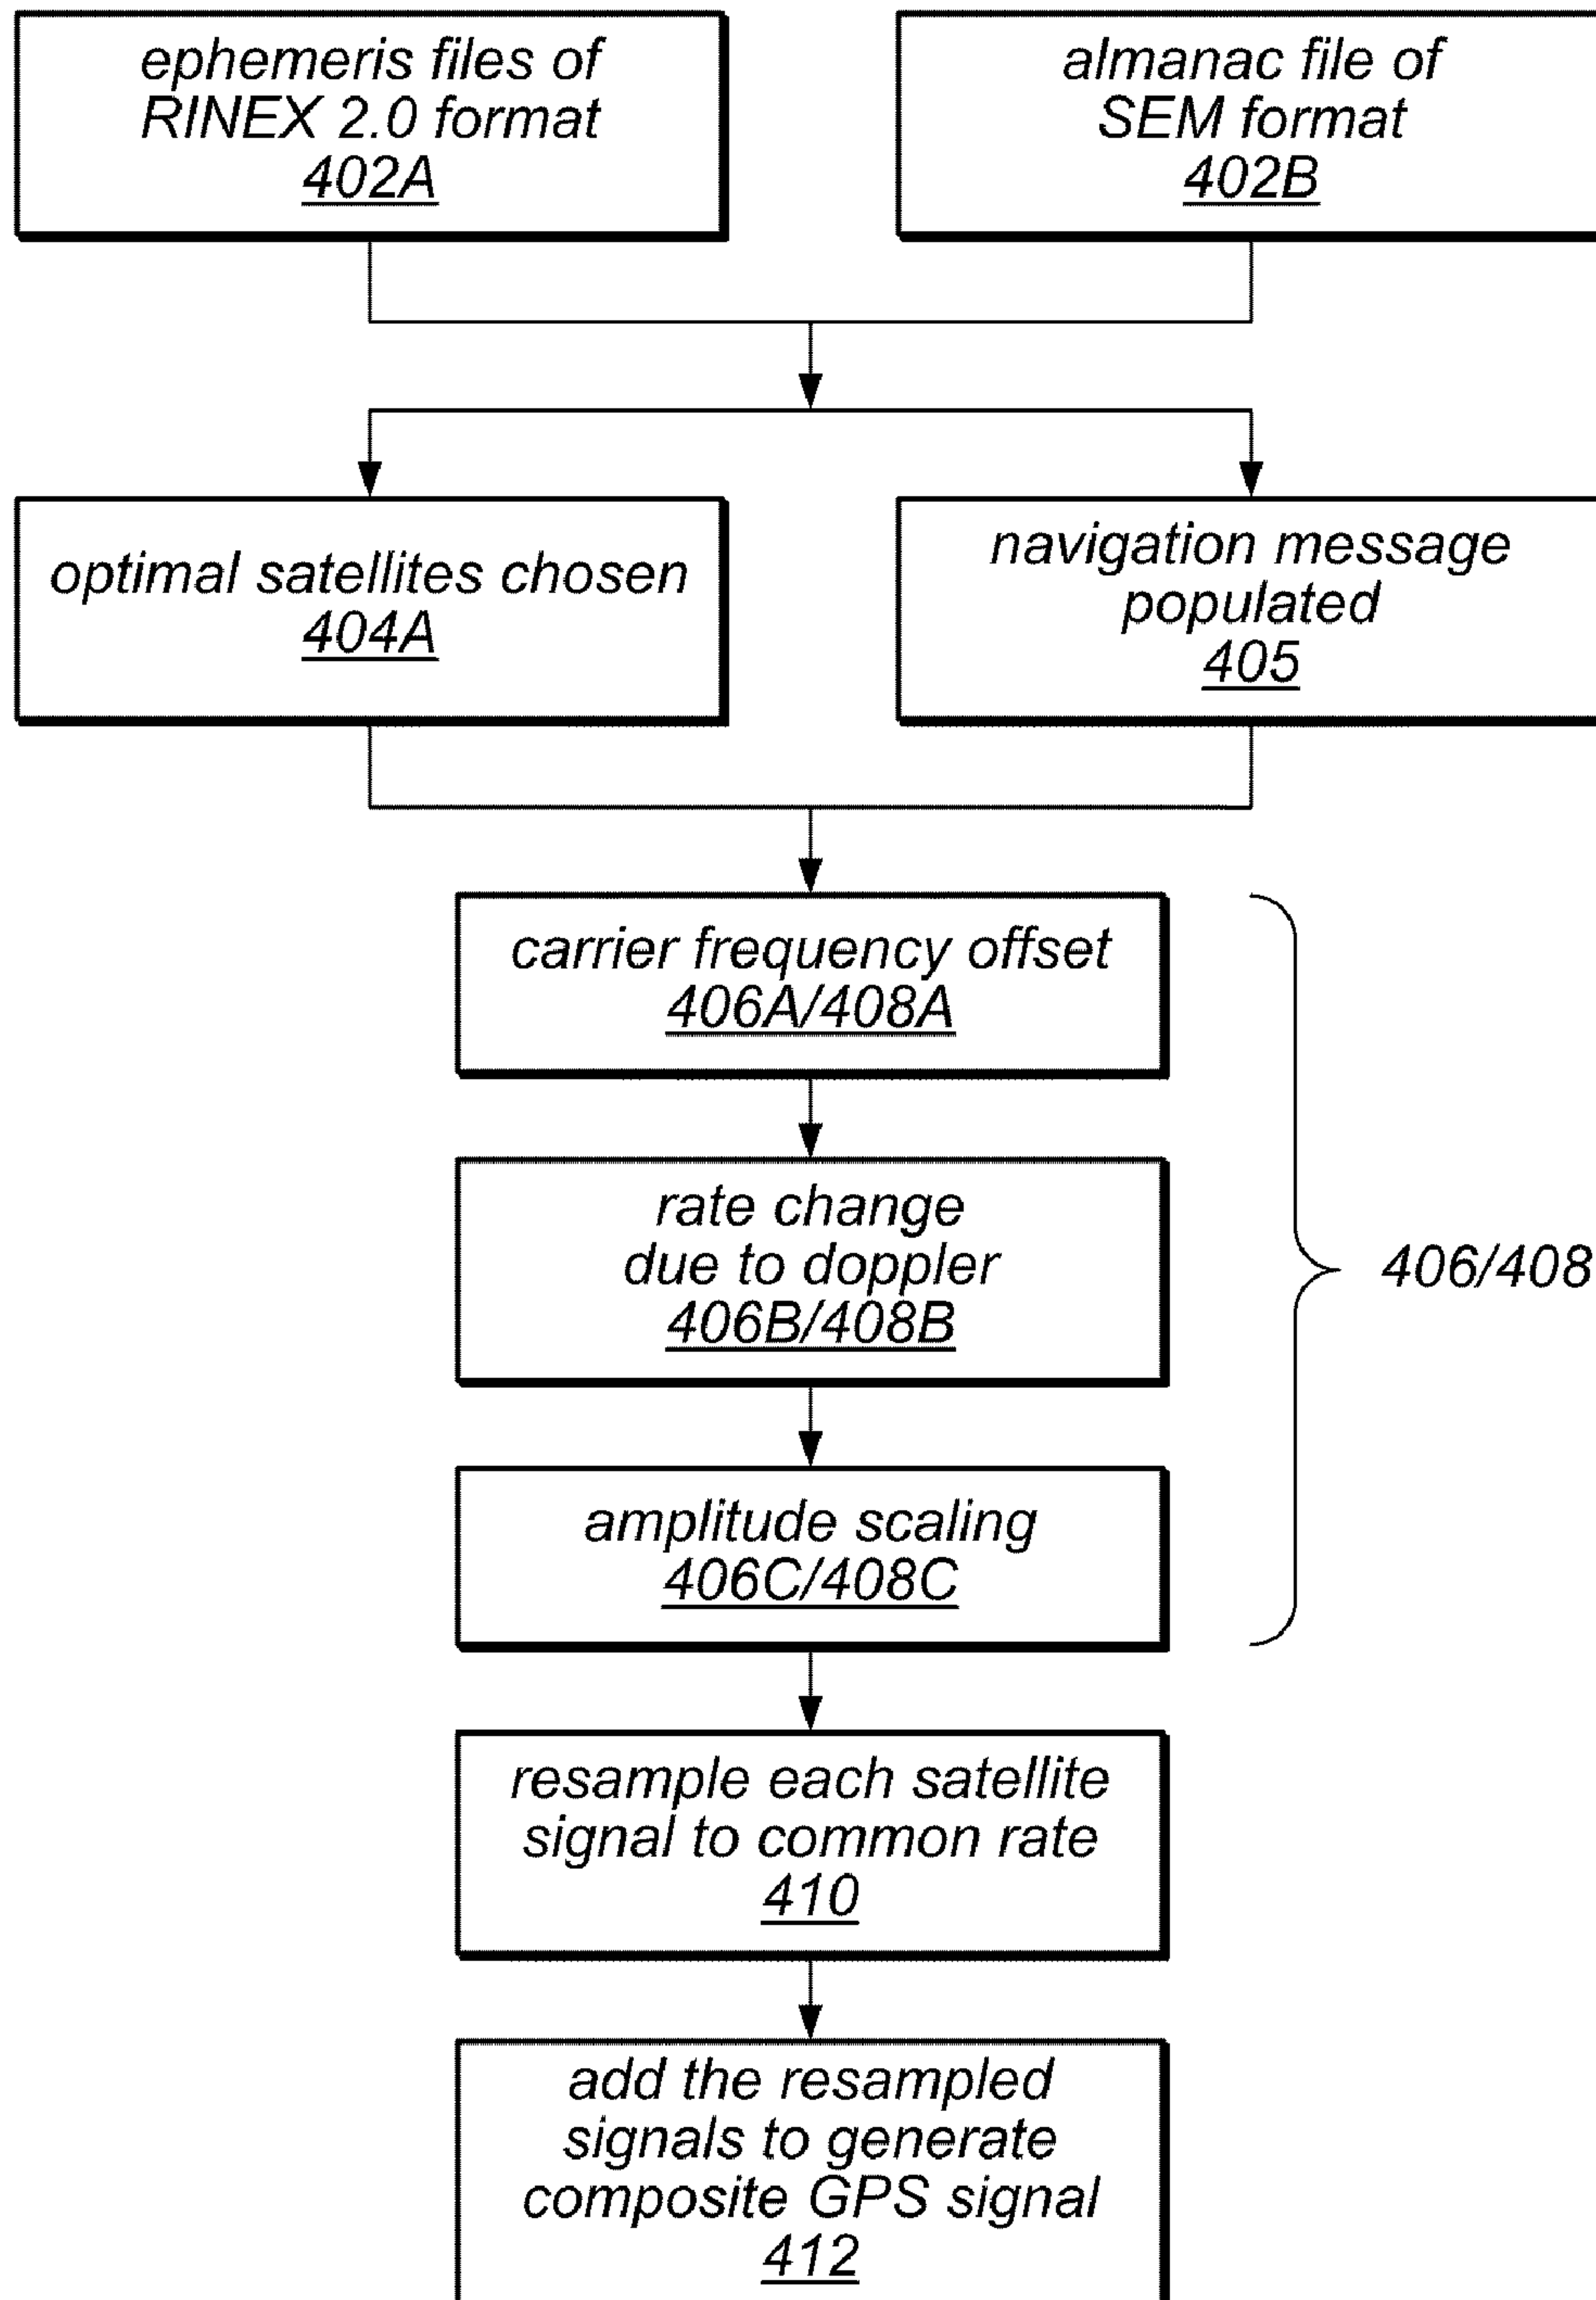 ephemeris files of
RINEX 2.0 format
402A
almanac file of
SEM format
402B
optimal satellites chosen
404A
navigation message
populated
405
carrier frequency offset
406A/408A
rate change
due to doppler
406B/408B
406/408
amplitude scaling
406C/408C
resample each satellite
signal to common rate
410
add the resampled
signals to generate
composite GPS signal
412